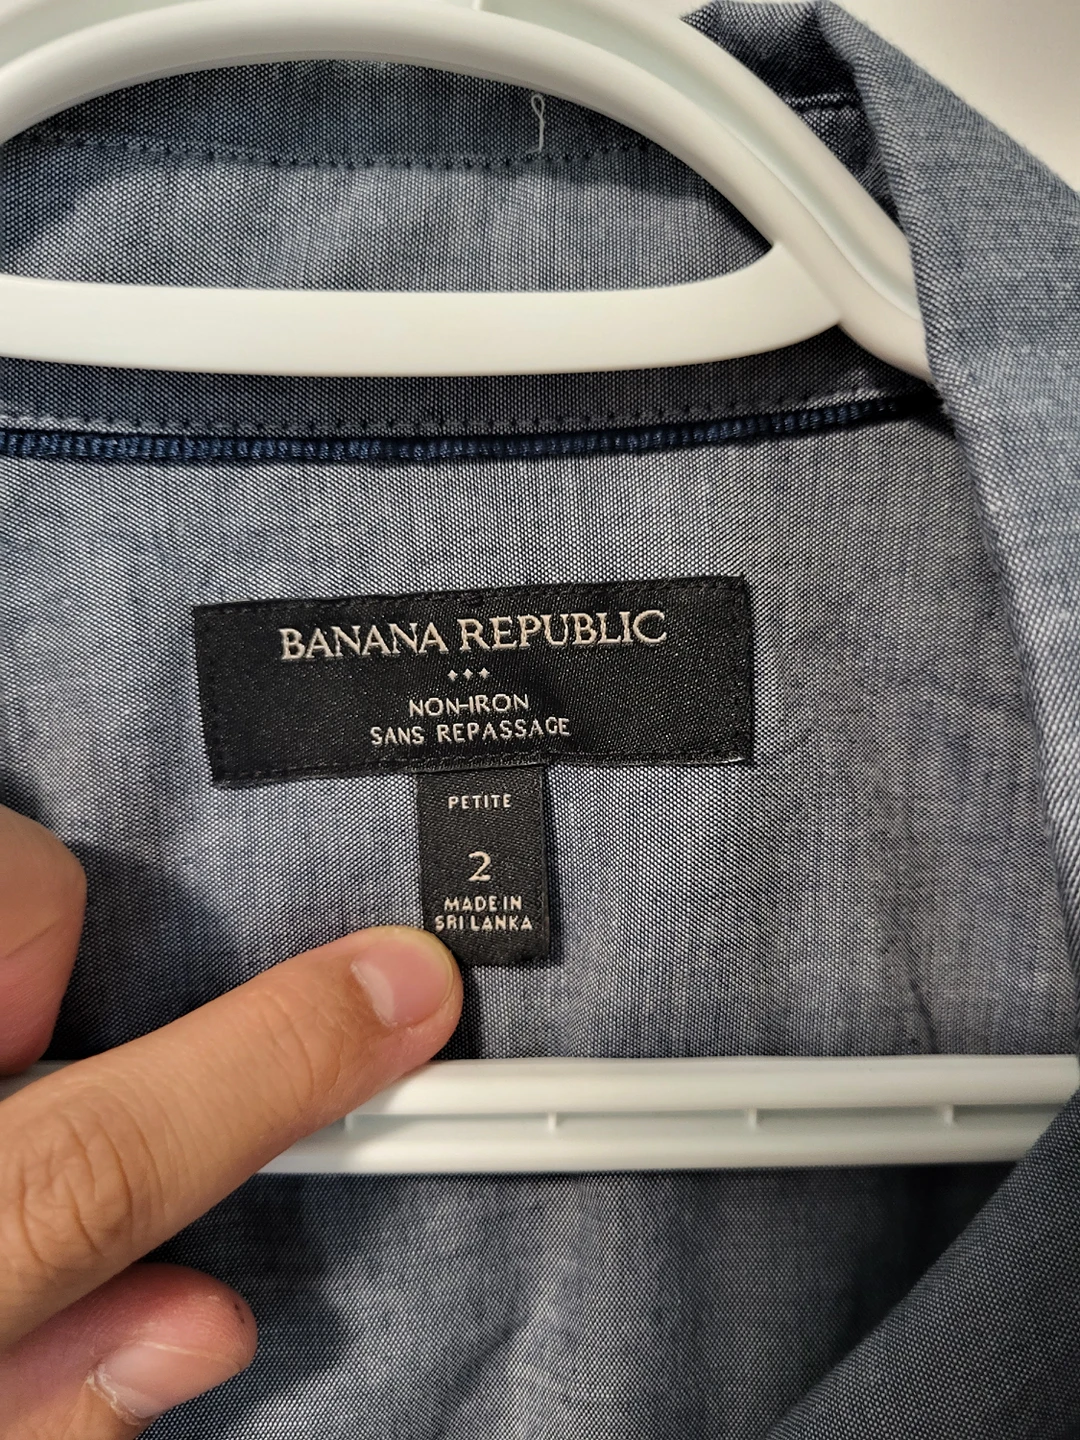 BANANA REPUBLIC
NON-IRON
SANS REPASSAGE
PETITE
2
MADE IN
SRI LANKA